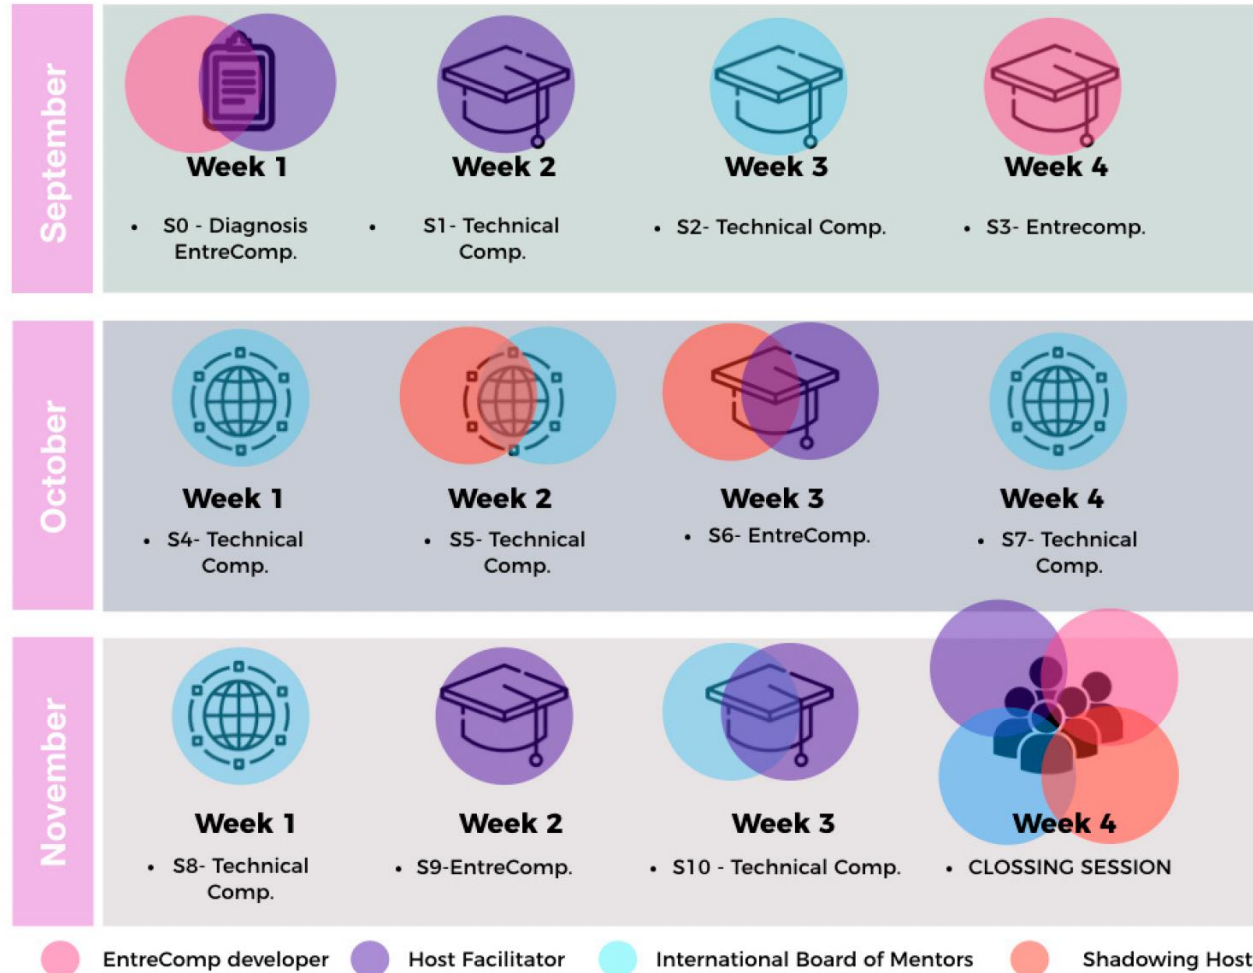 September
Week 1
Week 2
Week 3
Week 4
• S0 - Diagnosis
EntreComp.
• S1- Technical
Comp.
• S2- Technical Comp.
• S3- Entrecomp.
October
Week 1
Week 2
Week 3
Week 4
• S4- Technical
Comp.
• S5- Technical
Comp.
• S6- EntreComp.
• S7- Technical
Comp.
November
Week 1
Week 2
Week 3
Week 4
• S8- Technical
Comp.
• S9-EntreComp.
• S10 - Technical Comp.
• CLOSSING SESSION
EntreComp developer
Host Facilitator
International Board of Mentors
Shadowing Host